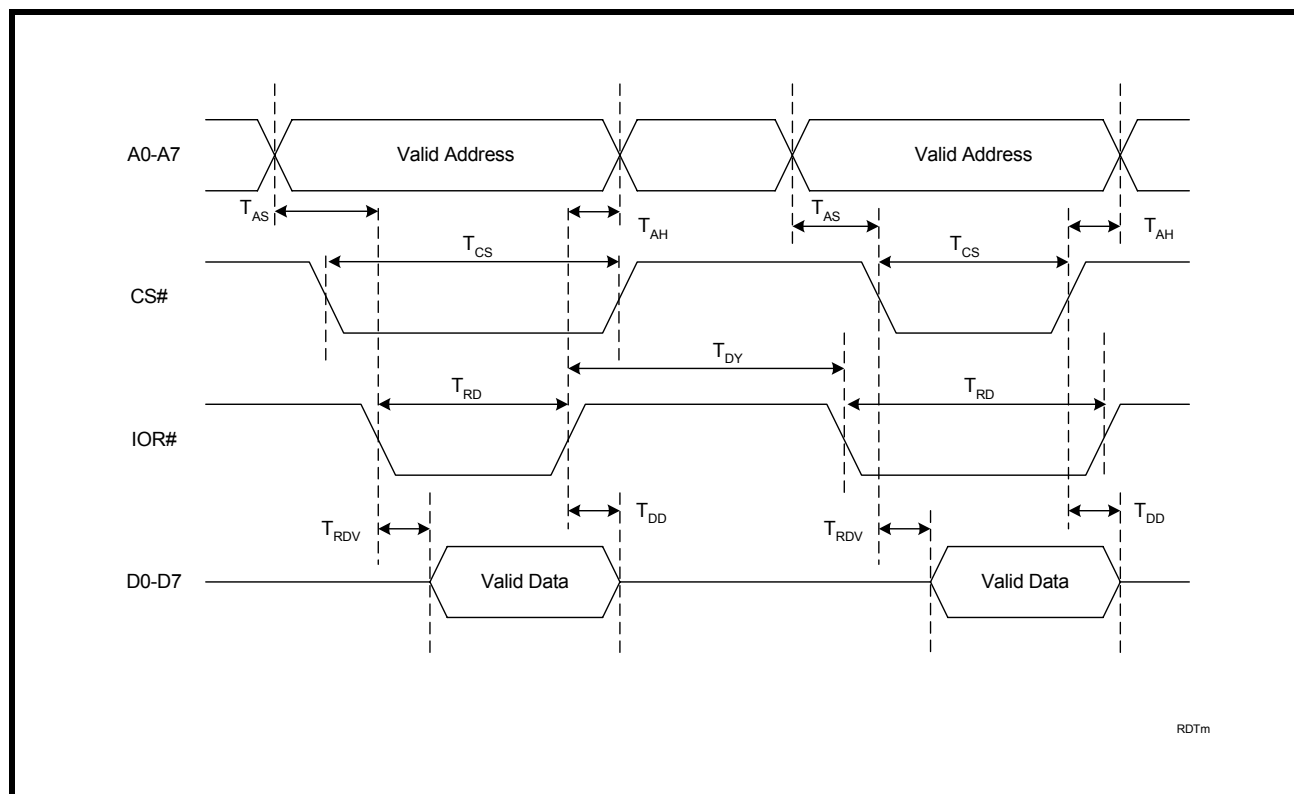 A0-A7
Valid Address
Valid Address
TAS
TAH
TAS
TAH
TCS
TCS
CS#
TDY
TRD
TRD
IOR#
TRDV
TDD
TRDV
TDD
D0-D7
Valid Data
Valid Data
RDTm